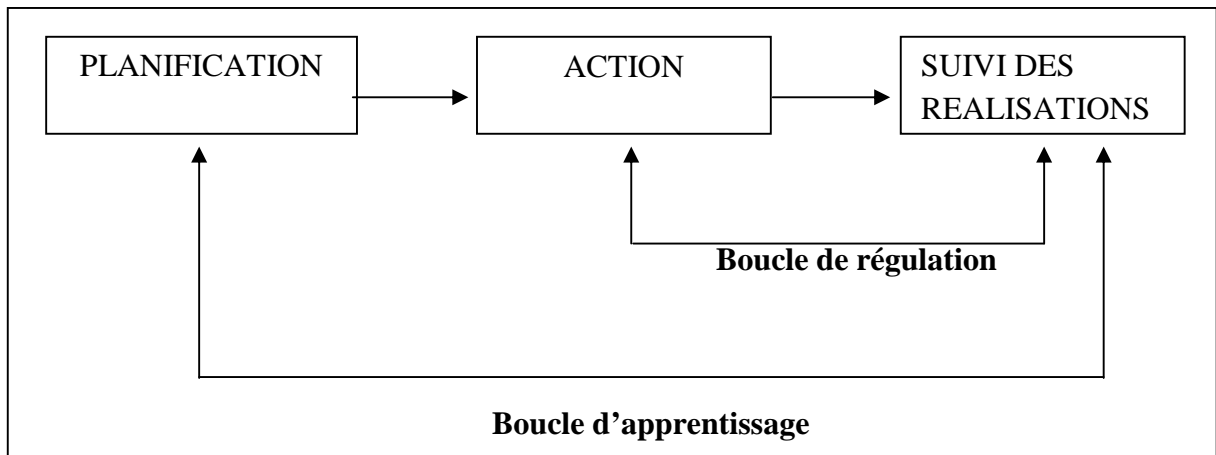 PLANIFICATION
ACTION
SUIVI DES
REALISATIONS
Boucle de régulation
Boucle d’apprentissage